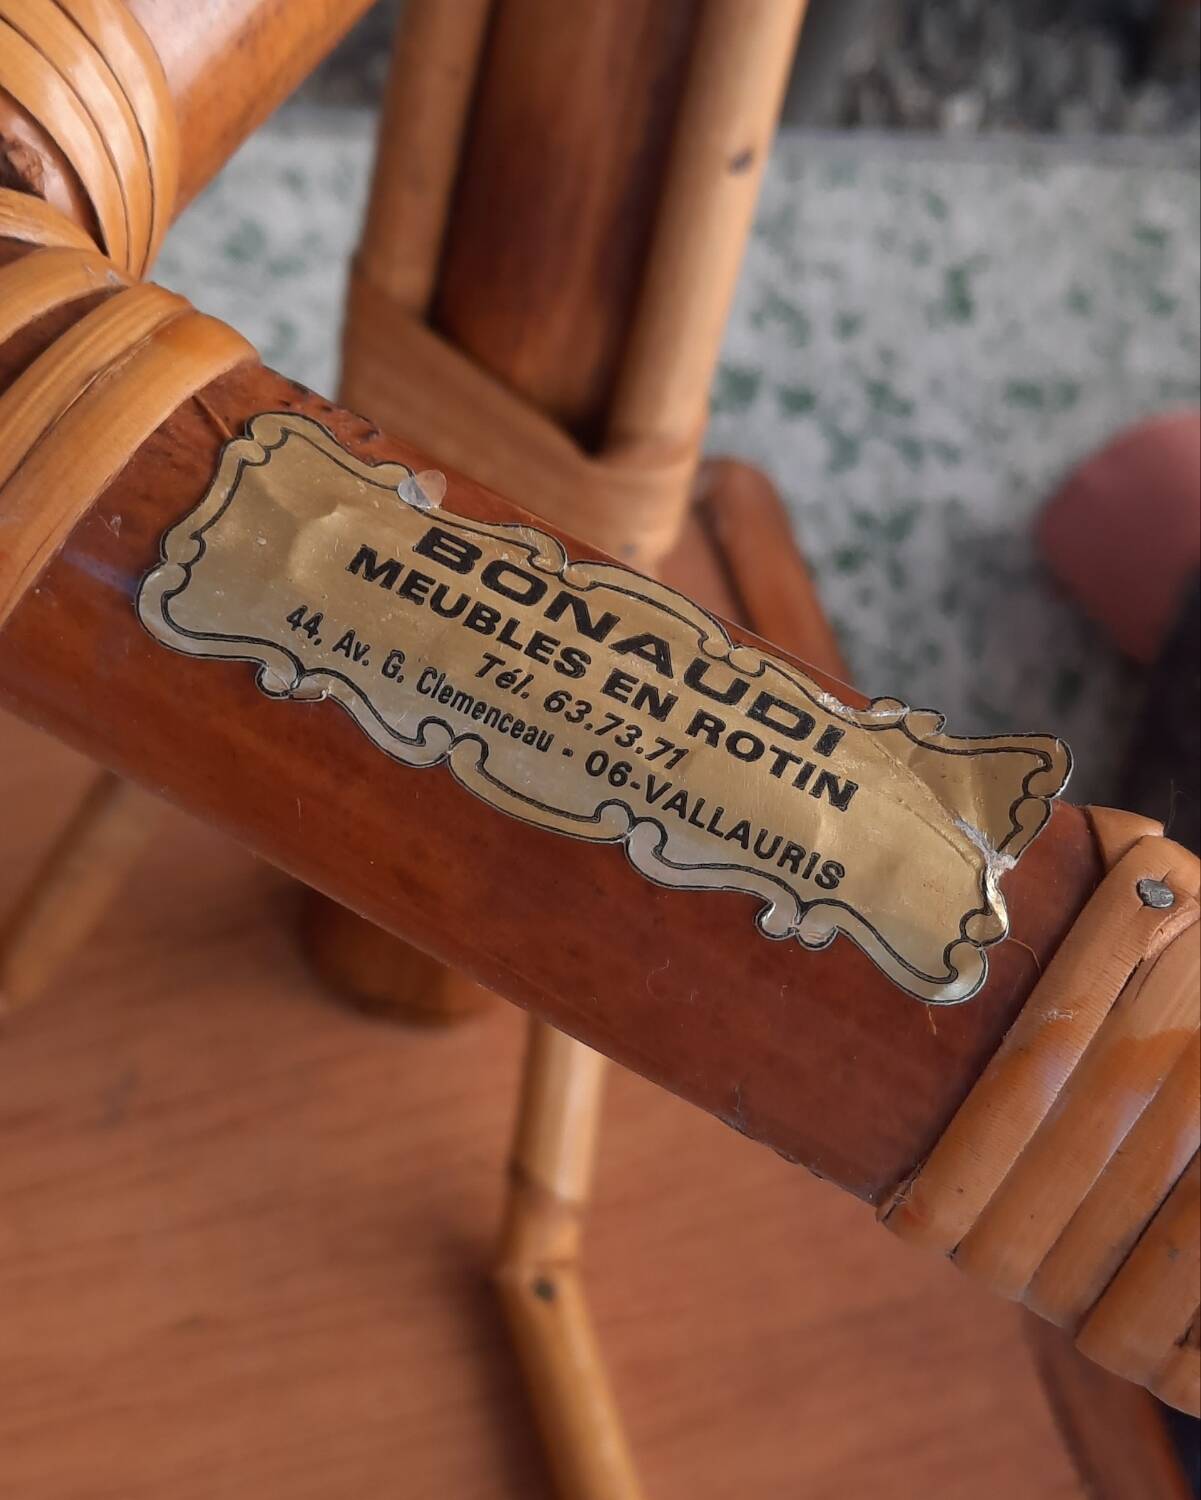 BONAUDI
MEUBLES EN ROTIN
Tél. 63.73.71
44, Av. G. Clemenceau - 06-VALLAURIS